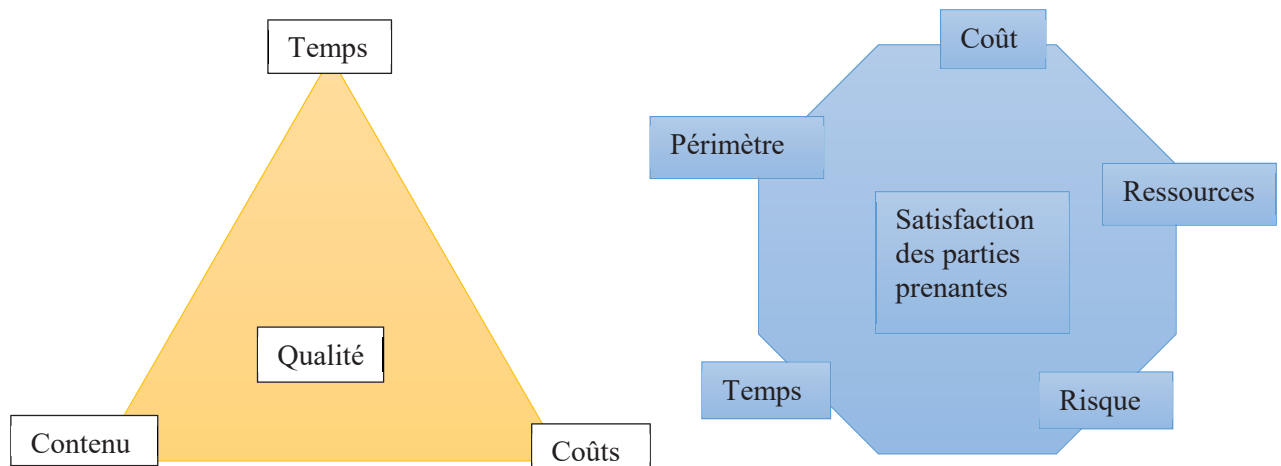 Temps
Qualité
Contenu
Coûts
Coût
Périmètre
Ressources
Satisfaction
des parties
prenantes
Temps
Risque